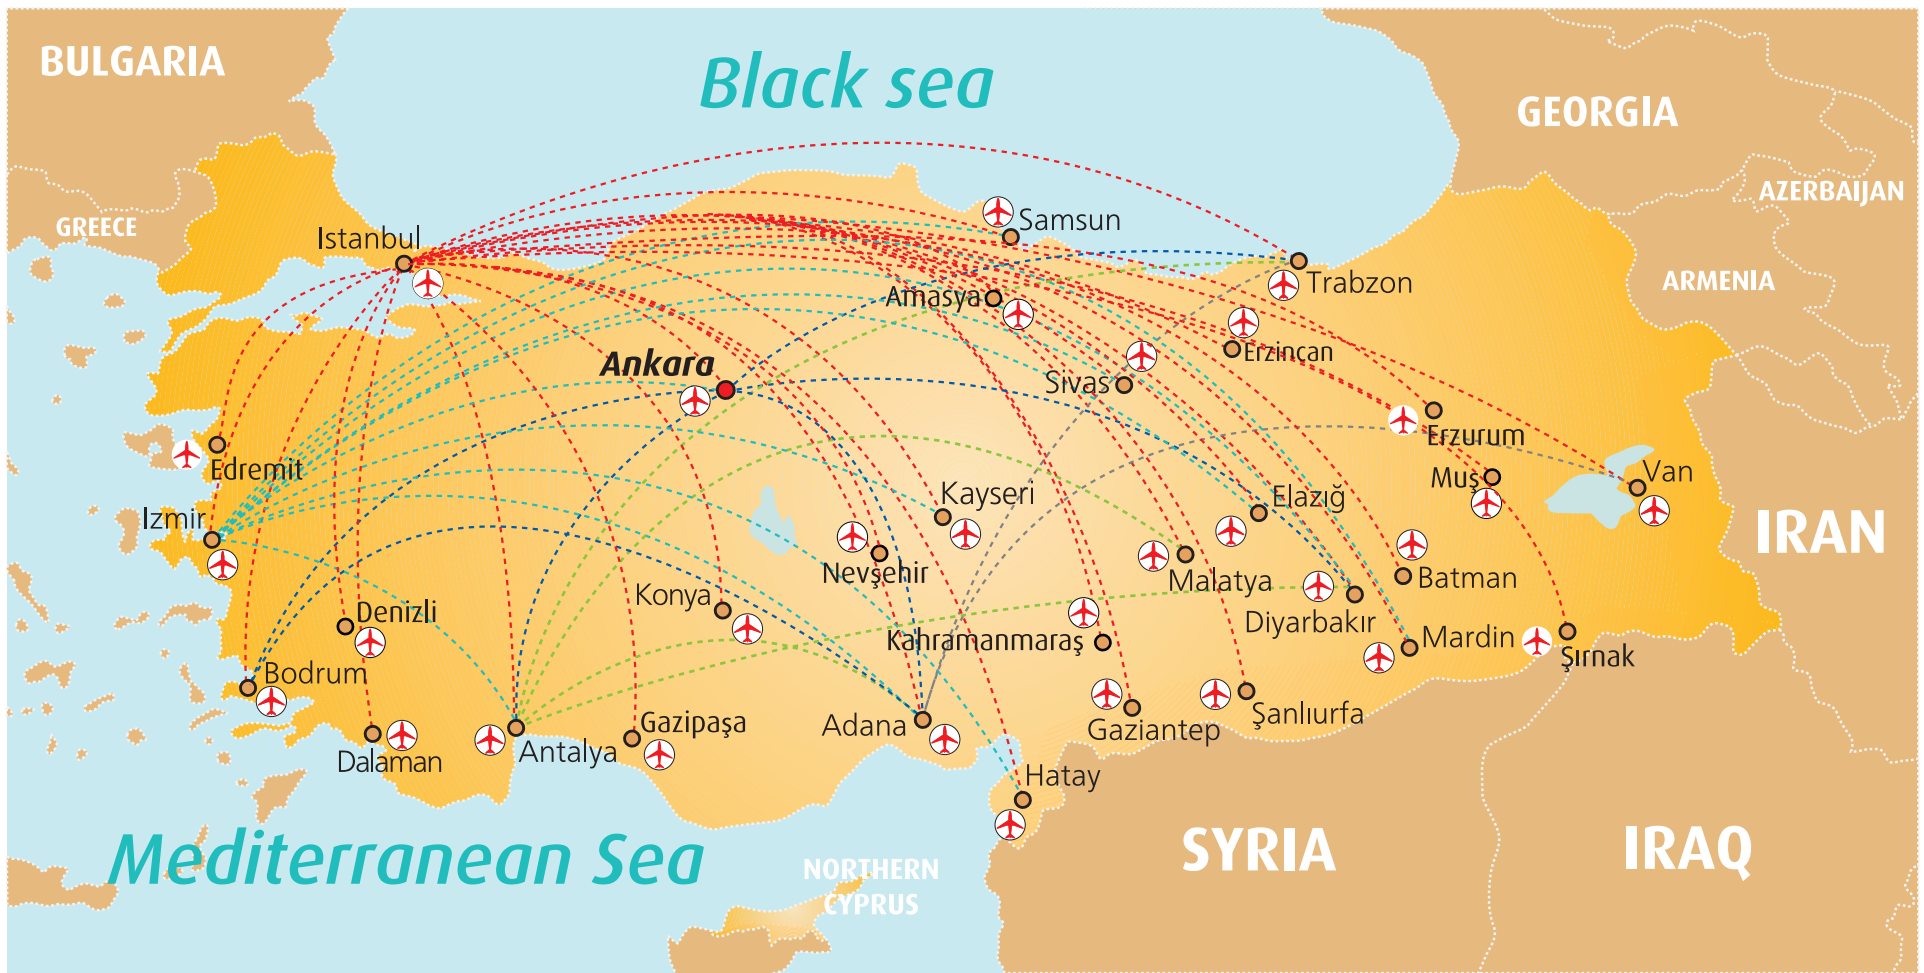 BULGARIA
Black sea
GEORGIA
AZERBAIJAN
GREECE
Samsun
Istanbul
ARMENIA
Trabzon
Amasya
Erzincan
Ankara
Sıvas
Erzurum
Edremit
Muş
Van
Kayseri
Elazığ
Izmir
IRAN
Nevşehir
Malatya
Batman
Konya
Denizli
Diyarbakır
Kahramanmaraş
Mardin
Şırnak
Bodrum
Gazipaşa
Adana
Gaziantep
Şanlıurfa
Antalya
Dalaman
Hatay
Mediterranean Sea
SYRIA
IRAQ
NORTHERN
CYPRUS